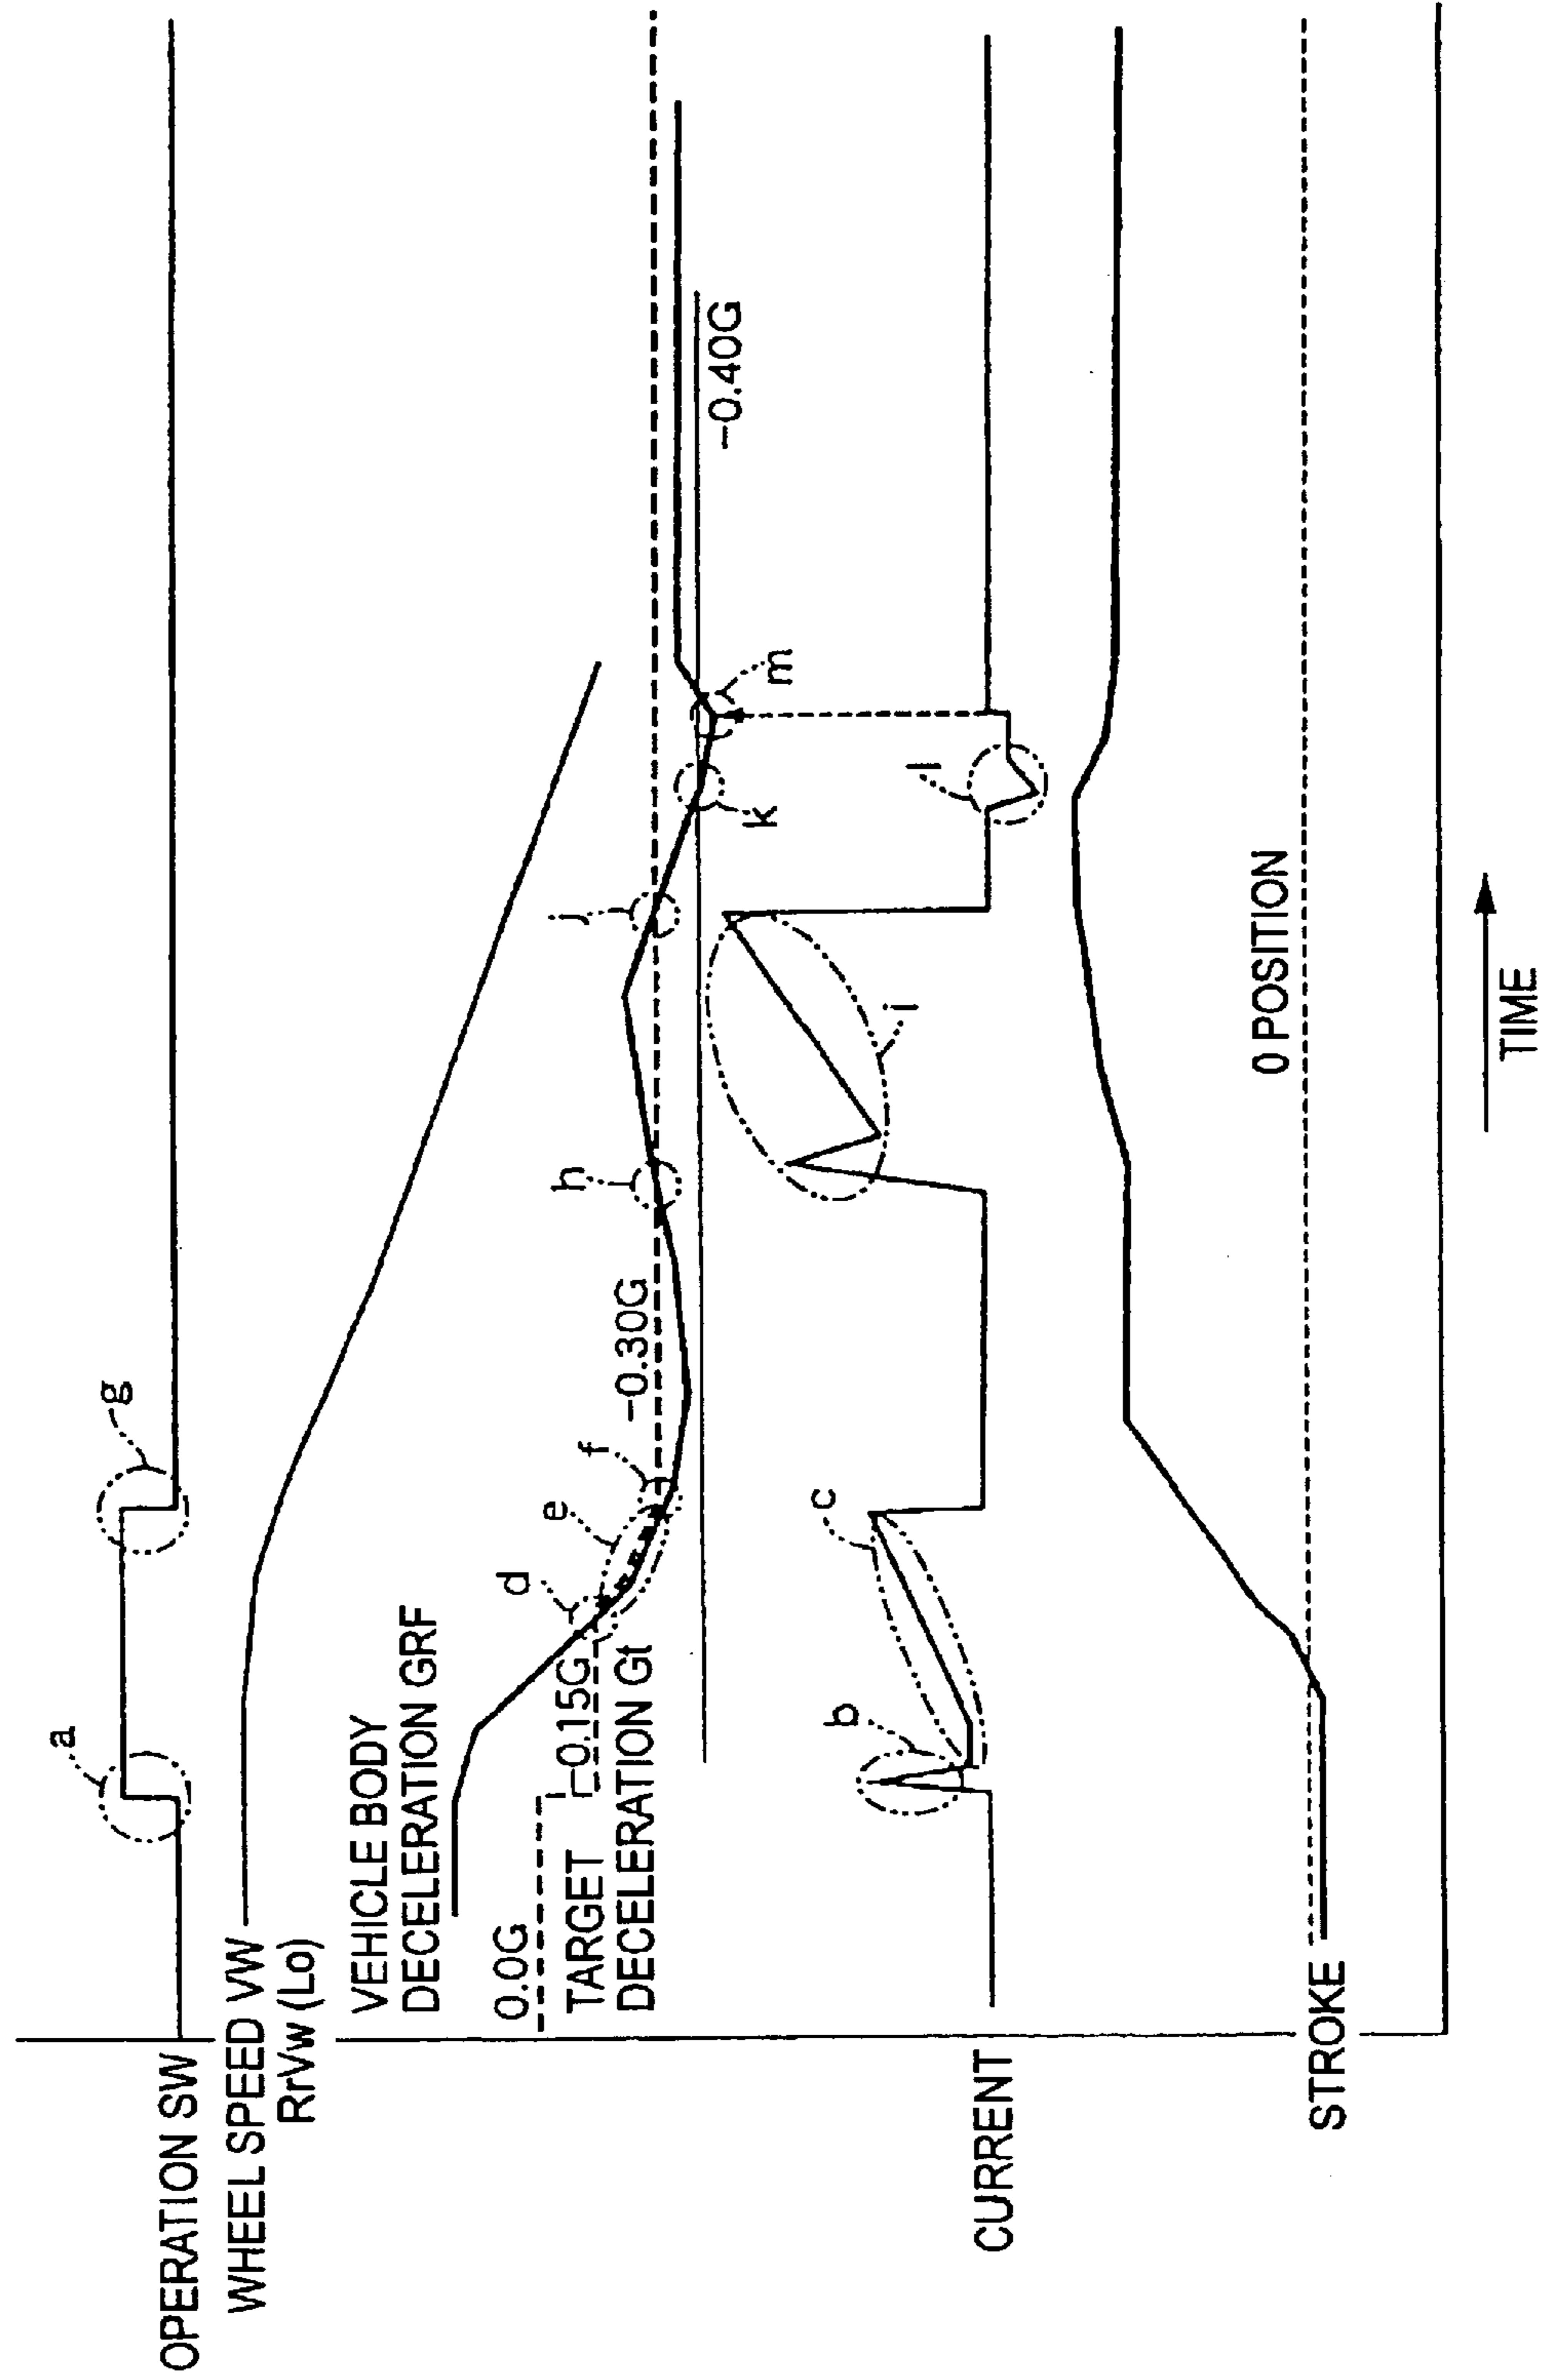 OPERATION SW
a
g
WHEEL SPEED VW
RrVw (Lo)
VEHICLE BODY
DECELERATION GRF
0.0G
TARGET
DECELERATION Gt
-0.15G
d
e
f
-0.30G
h
j
k
m
-0.40G
CURRENT
b
c
i
l
STROKE
0 POSITION
TIME